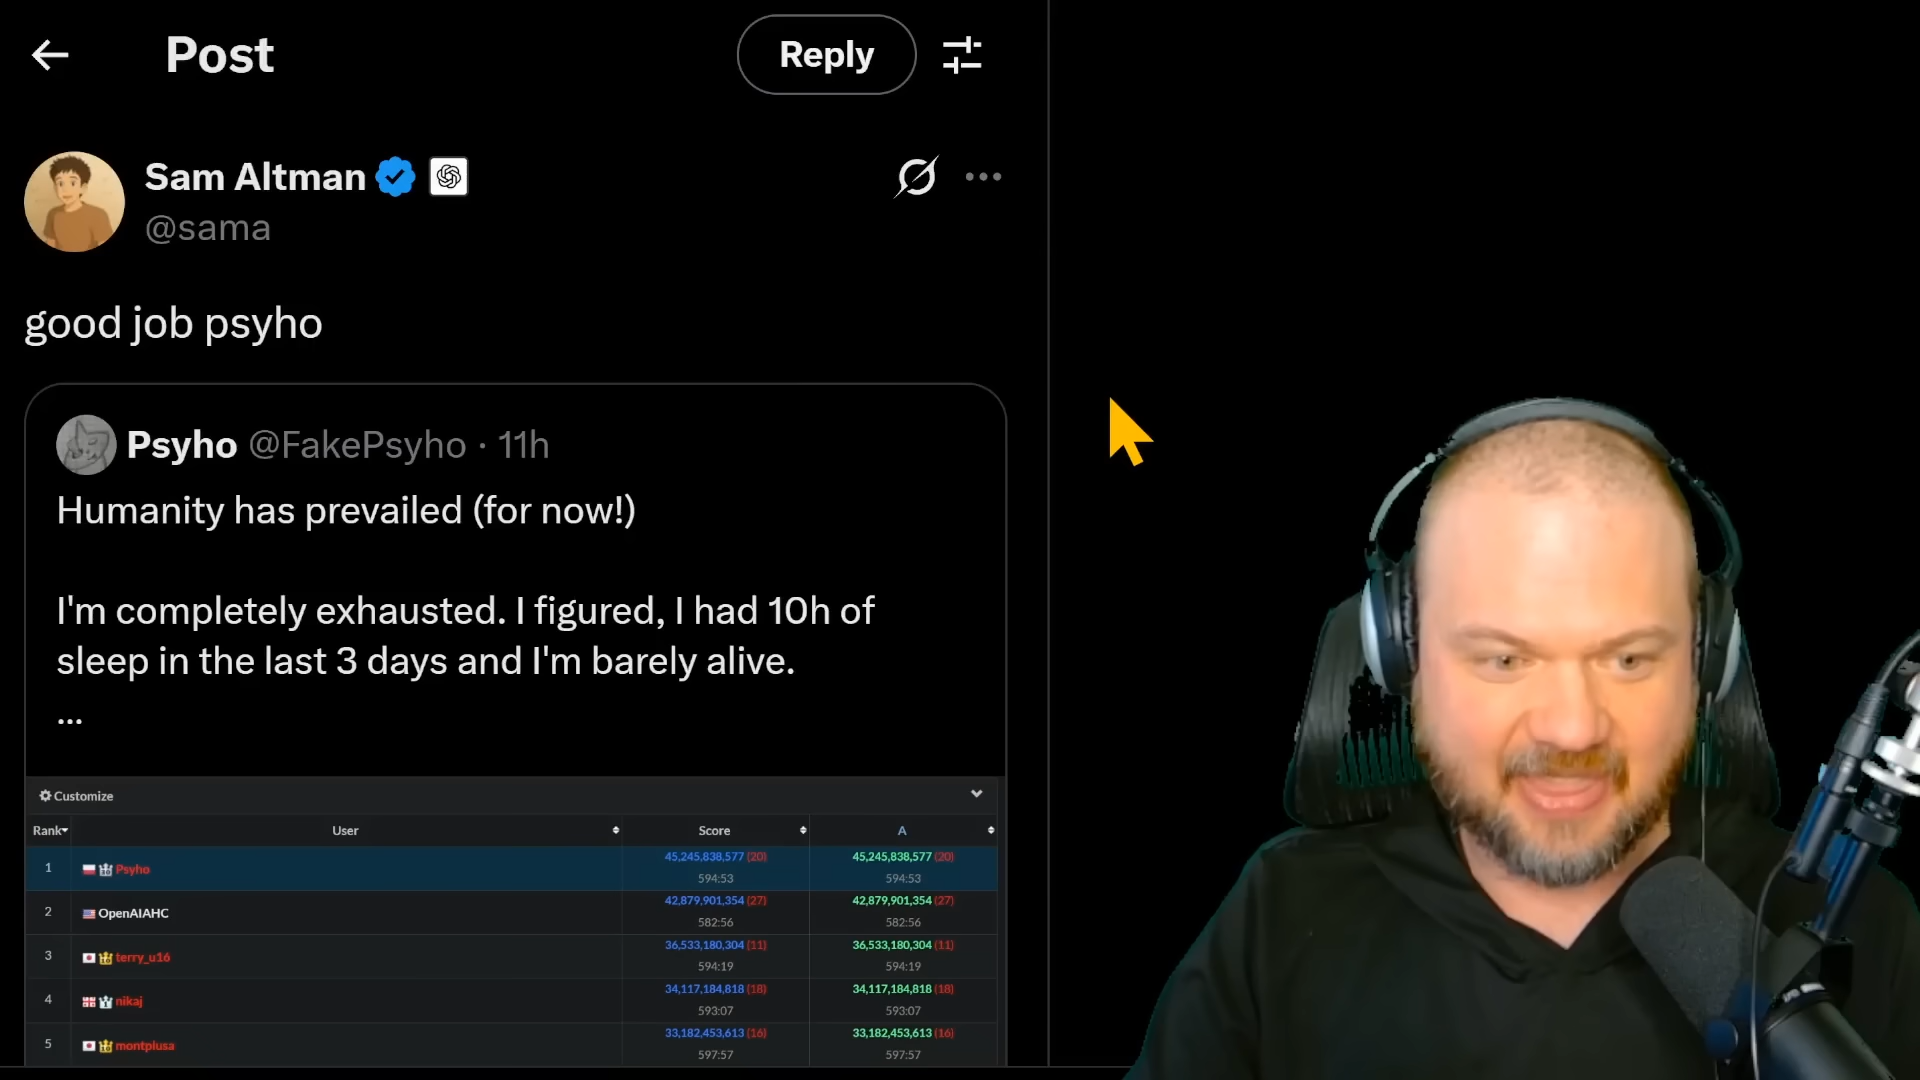 Post
Reply
Sam Altman
@sama
good job psyho
Psyho @FakePsyho · 11h
Humanity has prevailed (for now!)
I'm completely exhausted. I figured, I had 10h of
sleep in the last 3 days and I'm barely alive.
...
Customize
Rank User Score A
1 Psyho 45,245,838,577 (20) 45,245,838,577 (20)
594:53 594:53
2 OpenAIAHC 42,879,901,354 (27) 42,879,901,354 (27)
582:56 582:56
3 terry_u16 36,533,180,304 (11) 36,533,180,304 (11)
594:19 594:19
4 nikaj 34,117,184,818 (18) 34,117,184,818 (18)
593:07 593:07
5 montplusa 33,182,453,613 (16) 33,182,453,613 (16)
597:57 597:57